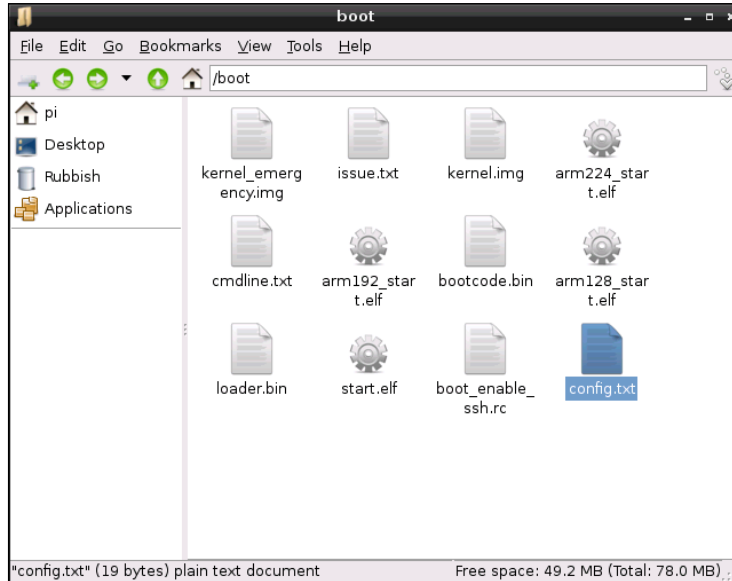 boot
File Edit Go Bookmarks View Tools Help
/boot
pi
Desktop
Rubbish
Applications
kernel_emerg
ency.img
issue.txt
kernel.img
arm224_star
t.elf
cmdline.txt
arm192_star
t.elf
bootcode.bin
arm128_star
t.elf
loader.bin
start.elf
boot_enable_
ssh.rc
config.txt
"config.txt" (19 bytes) plain text document
Free space: 49.2 MB (Total: 78.0 MB)